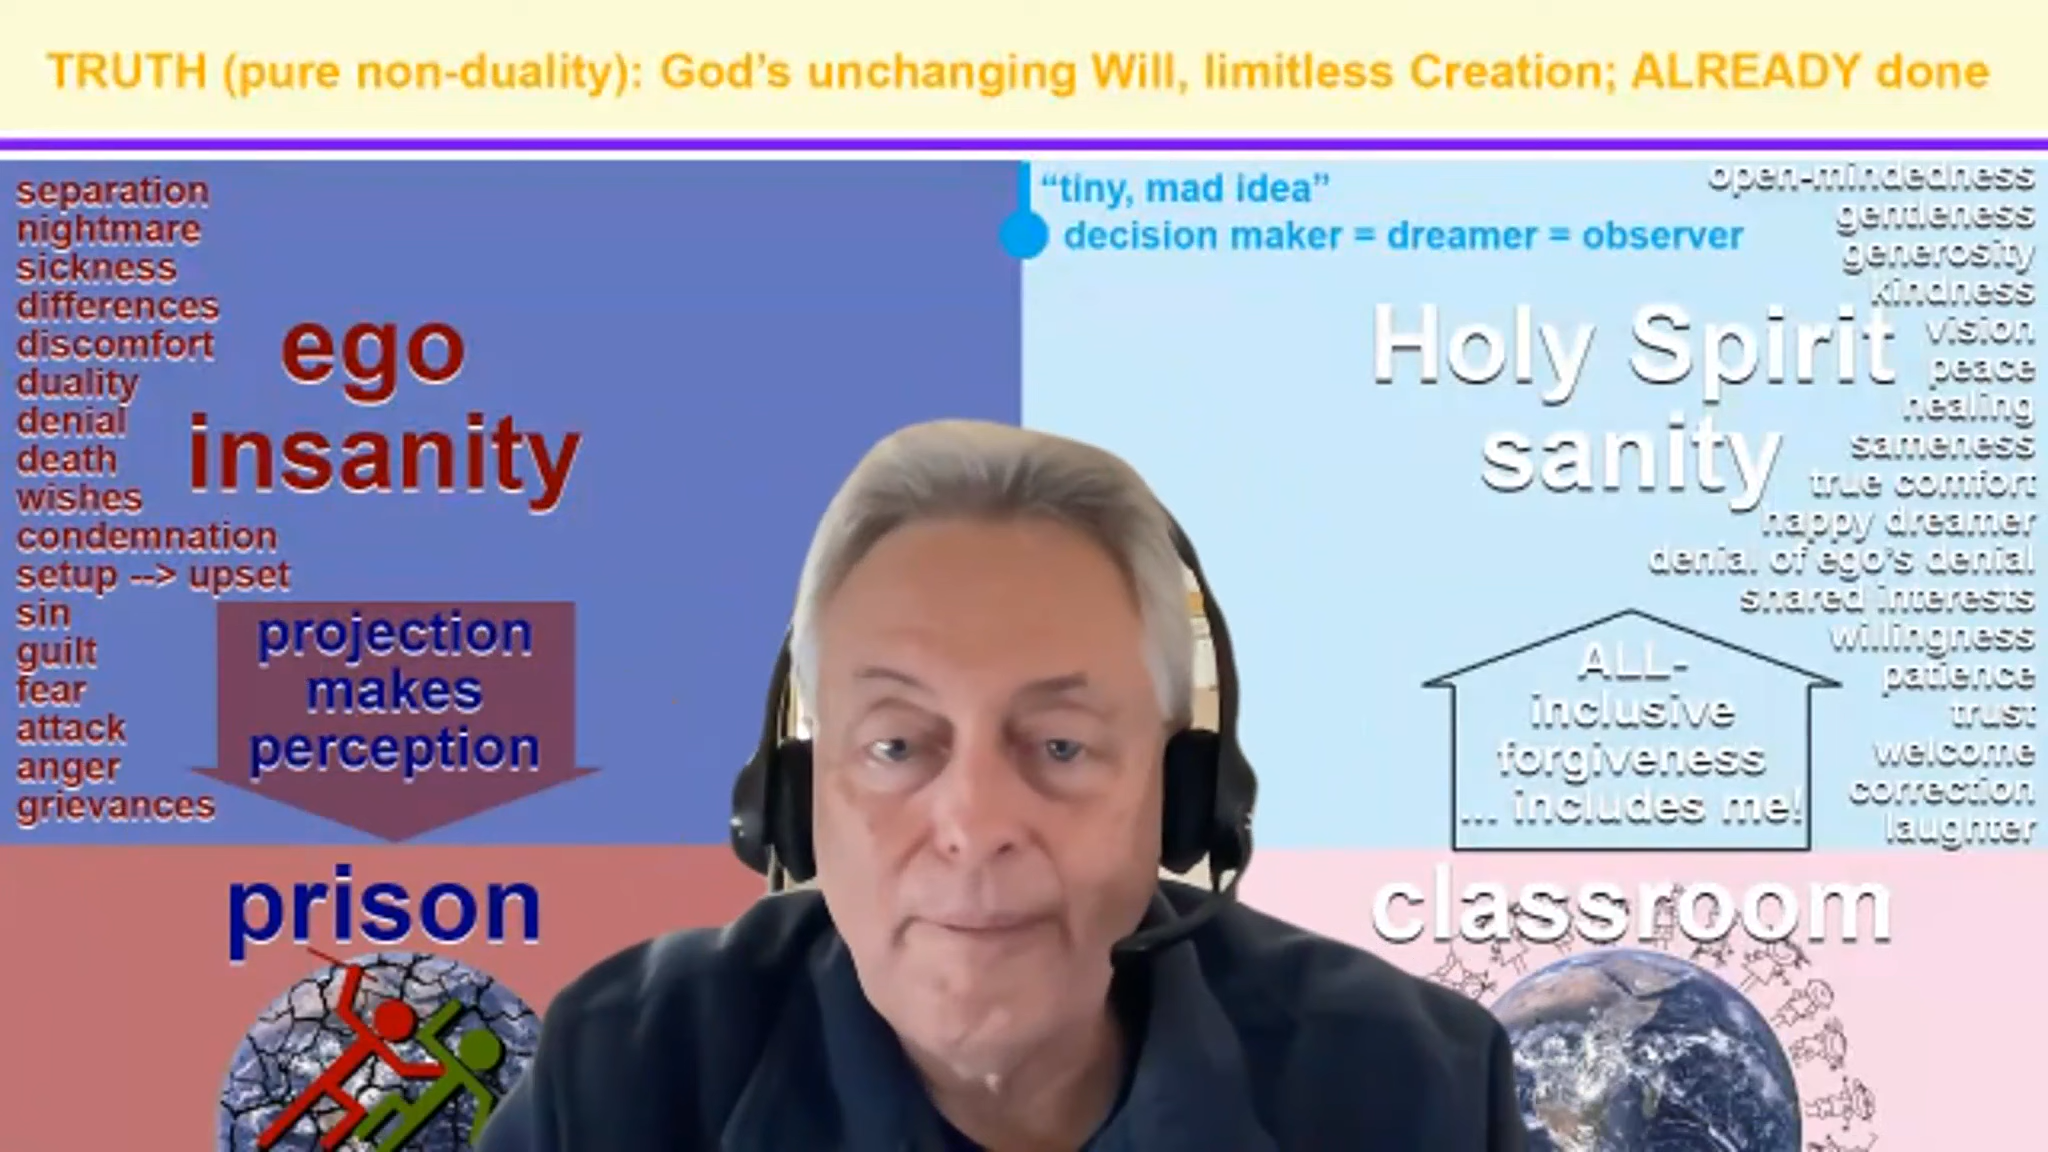 TRUTH (pure non-duality): God's unchanging Will, limitless Creation; ALREADY done
separation
nightmare
sickness
differences
discomfort
duality
denial
death
wishes
condemnation
setup --> upset
sin
guilt
fear
attack
anger
grievances
ego
insanity
projection
makes
perception
prison
“tiny, mad idea”
decision maker = dreamer = observer
Holy Spirit
sanity
open-mindedness
gentleness
generosity
kindness
vision
peace
healing
sameness
true comfort
happy dreamer
denial of ego's denial
shared interests
willingness
patience
trust
welcome
correction
laughter
ALL-
inclusive
forgiveness
... includes me!
classroom